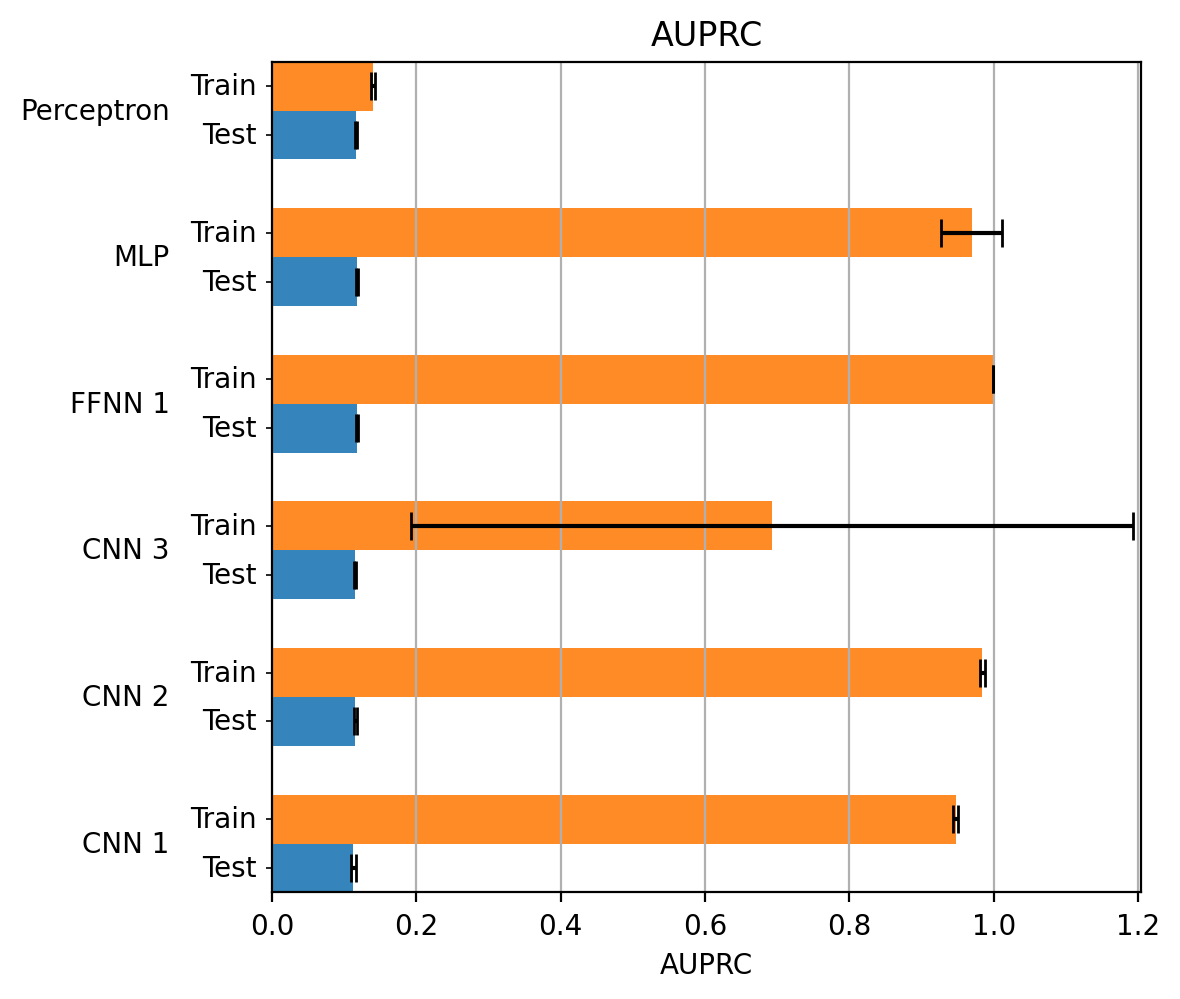 AUPRC
Perceptron
Train
Test
MLP
Train
Test
FFNN 1
Train
Test
CNN 3
Train
Test
CNN 2
Train
Test
CNN 1
Train
Test
0.0 0.2 0.4 0.6 0.8 1.0 1.2
AUPRC